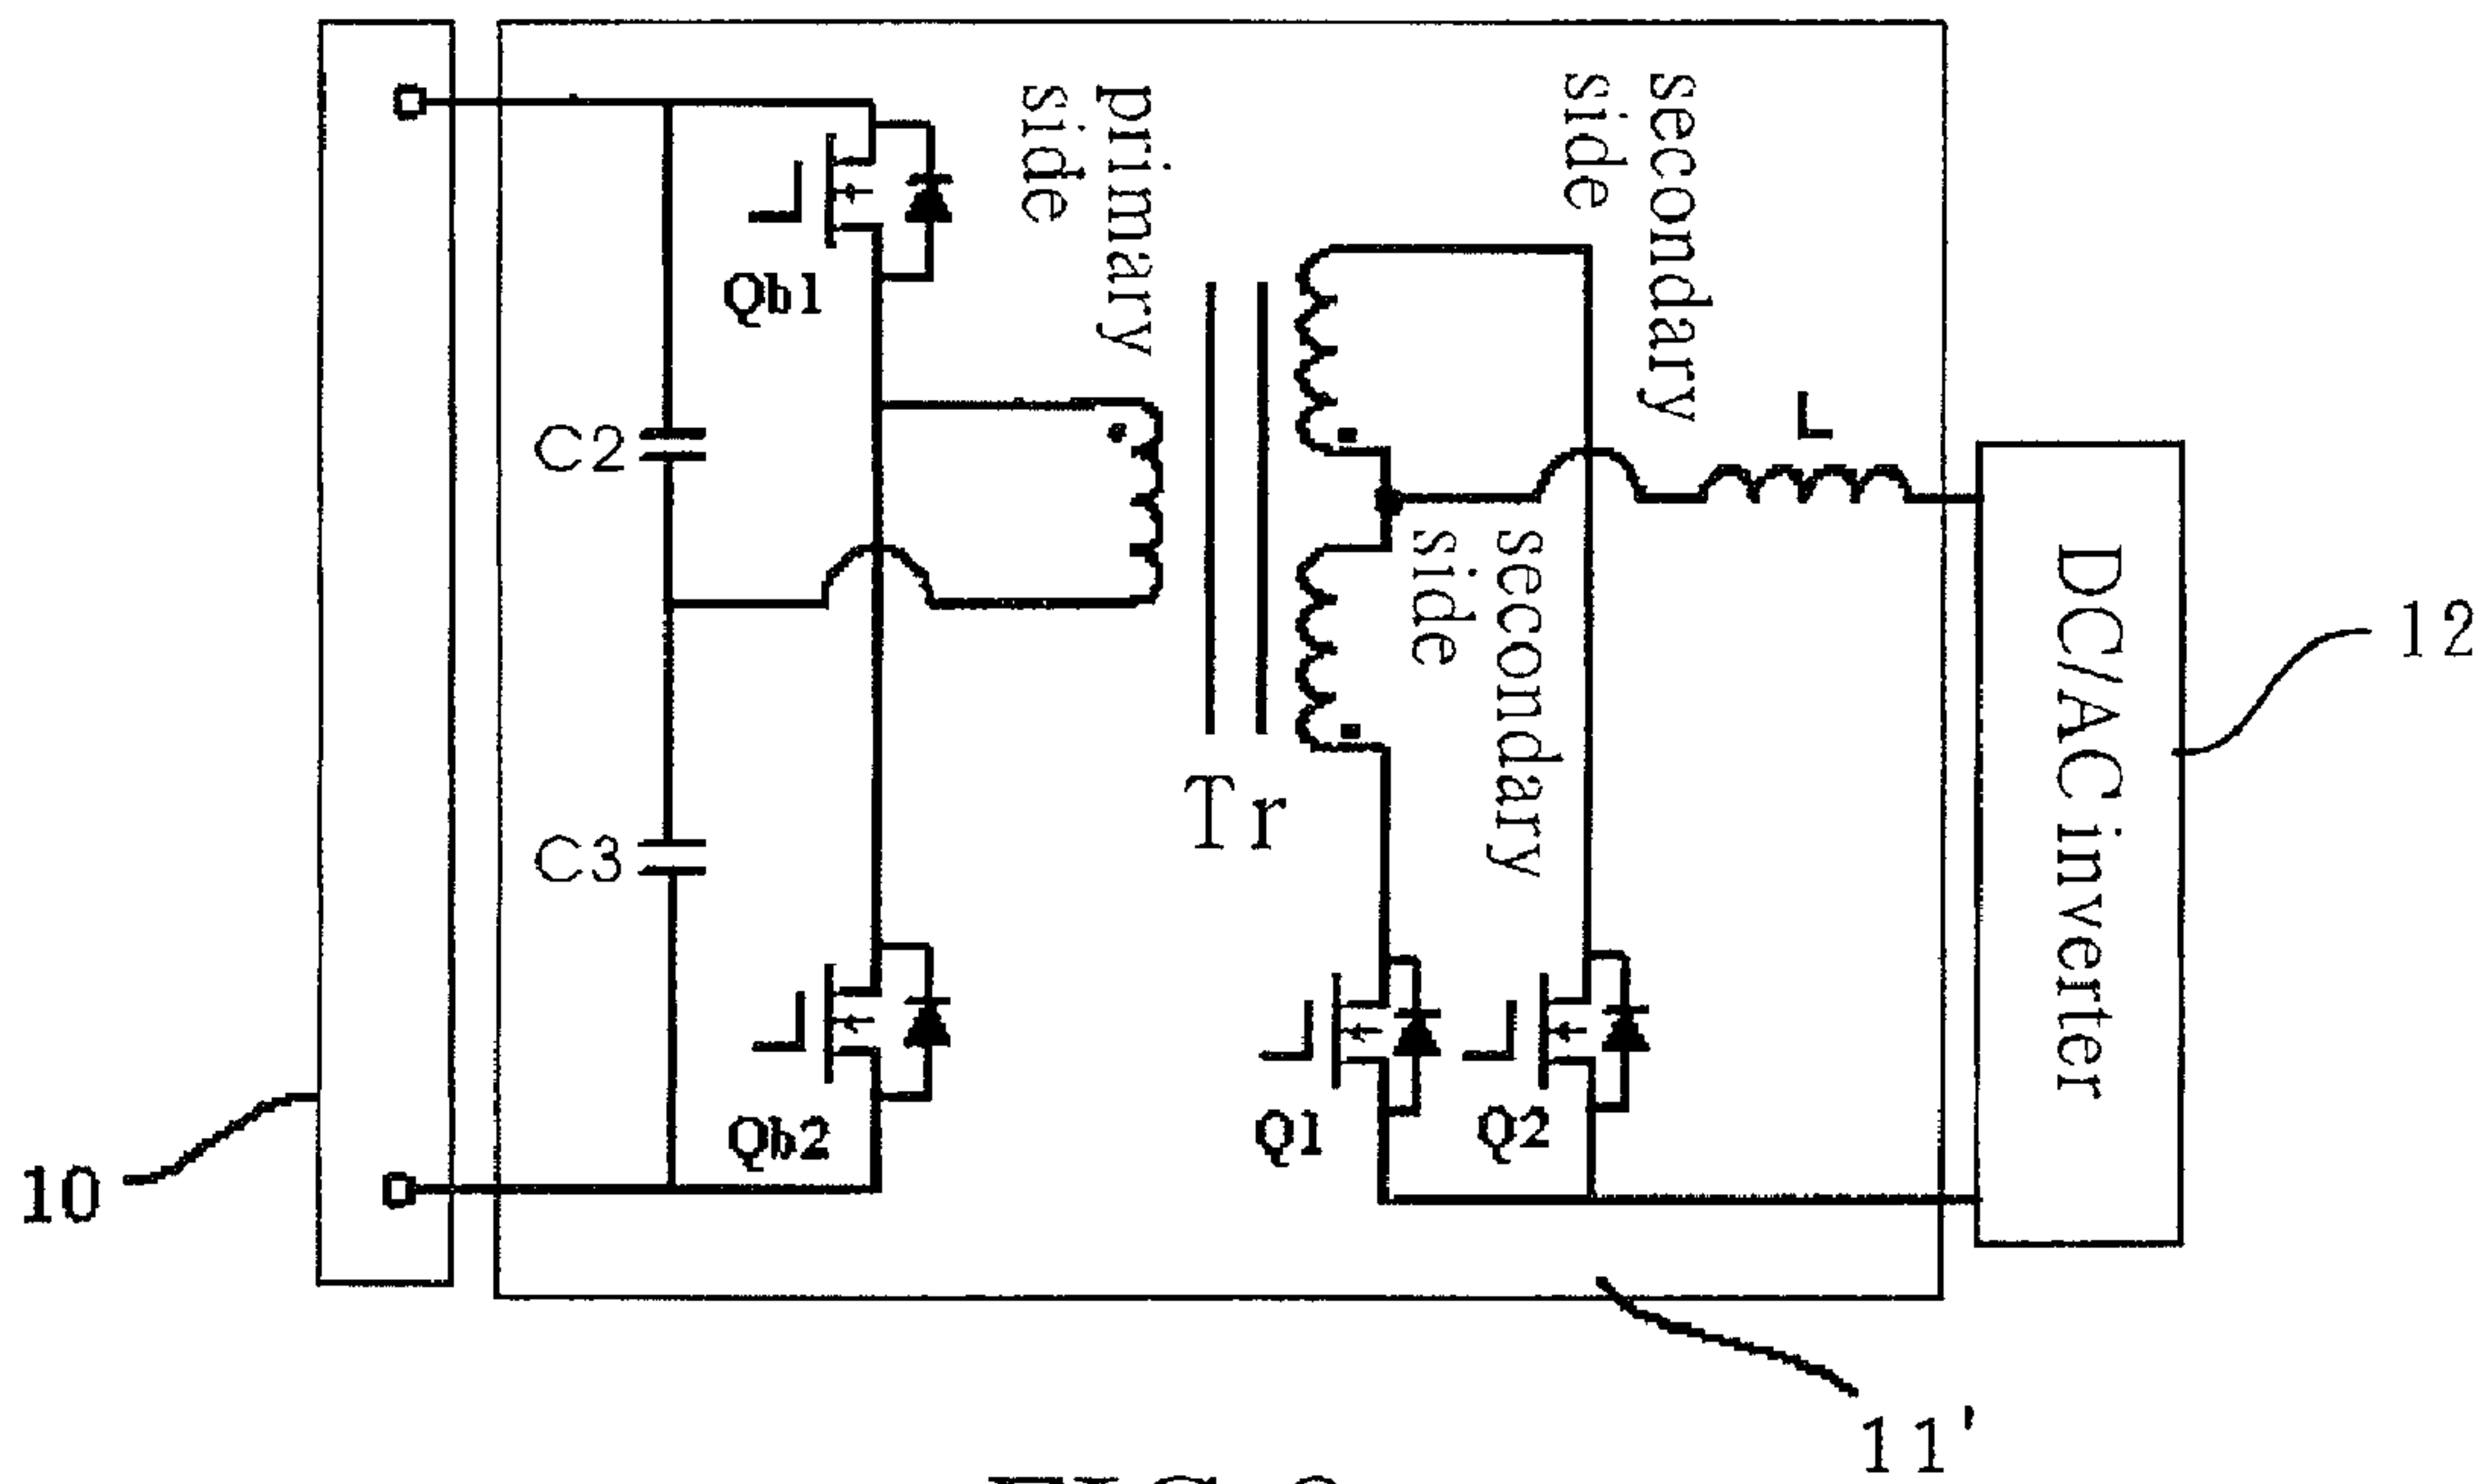 primary
side
secondary
side
Qb1
L
C2
secondary
side
DC/AC inverter
12
Tr
C3
Qb2
Q1
Q2
10
11'